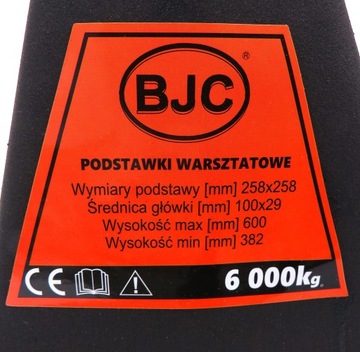 BJC
®
PODSTAWKI WARSZTATOWE
Wymiary podstawy [mm] 258x258
Średnica główki [mm] 100x29
Wysokość max [mm] 600
Wysokość min [mm] 382
CE
6 000kg